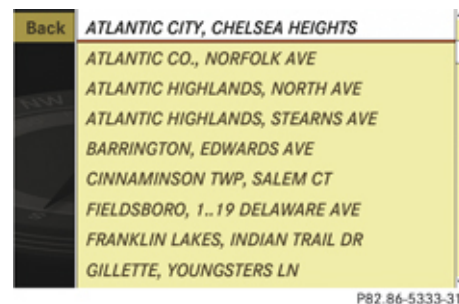 Back
ATLANTIC CITY, CHELSEA HEIGHTS
ATLANTIC CO., NORFOLK AVE
ATLANTIC HIGHLANDS, NORTH AVE
ATLANTIC HIGHLANDS, STEARNS AVE
BARRINGTON, EDWARDS AVE
CINNAMINSON TWP, SALEM CT
FIELDSBORO, 1..19 DELAWARE AVE
FRANKLIN LAKES, INDIAN TRAIL DR
GILLETTE, YOUNGSTERS LN
NW
P82.86-5333-31